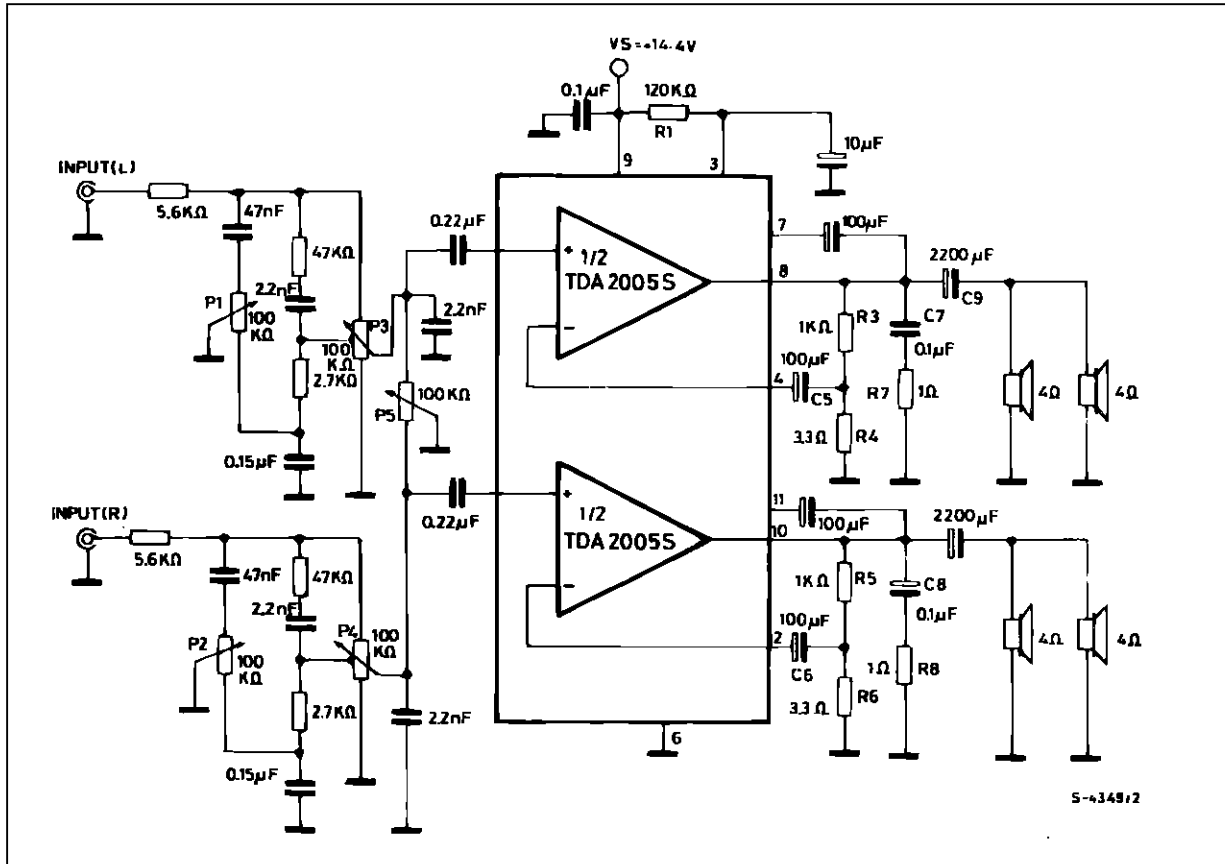 VS=+14.4V
0.1µF
120KΩ
R1
10µF
9
3
INPUT(L)
5.6KΩ
47nF
47KΩ
2.2nF
P1
100
KΩ
P3
100
KΩ
2.7KΩ
0.15µF
0.22µF
2.2nF
100KΩ
P5
0.22µF
+
1/2
TDA2005S
−
7
100µF
8
2200µF
C9
R3
1KΩ
C7
0.1µF
100µF
4
C5
R7
1Ω
3.3Ω
R4
4Ω
4Ω
INPUT(R)
5.6KΩ
47nF
47KΩ
2.2nF
P2
100
KΩ
P4
100
KΩ
2.7KΩ
0.15µF
2.2nF
+
1/2
TDA2005S
−
11
100µF
10
2200µF
1KΩ
R5
C8
0.1µF
100µF
2
C6
1Ω
R8
3.3Ω
R6
4Ω
4Ω
6
S-4349/2